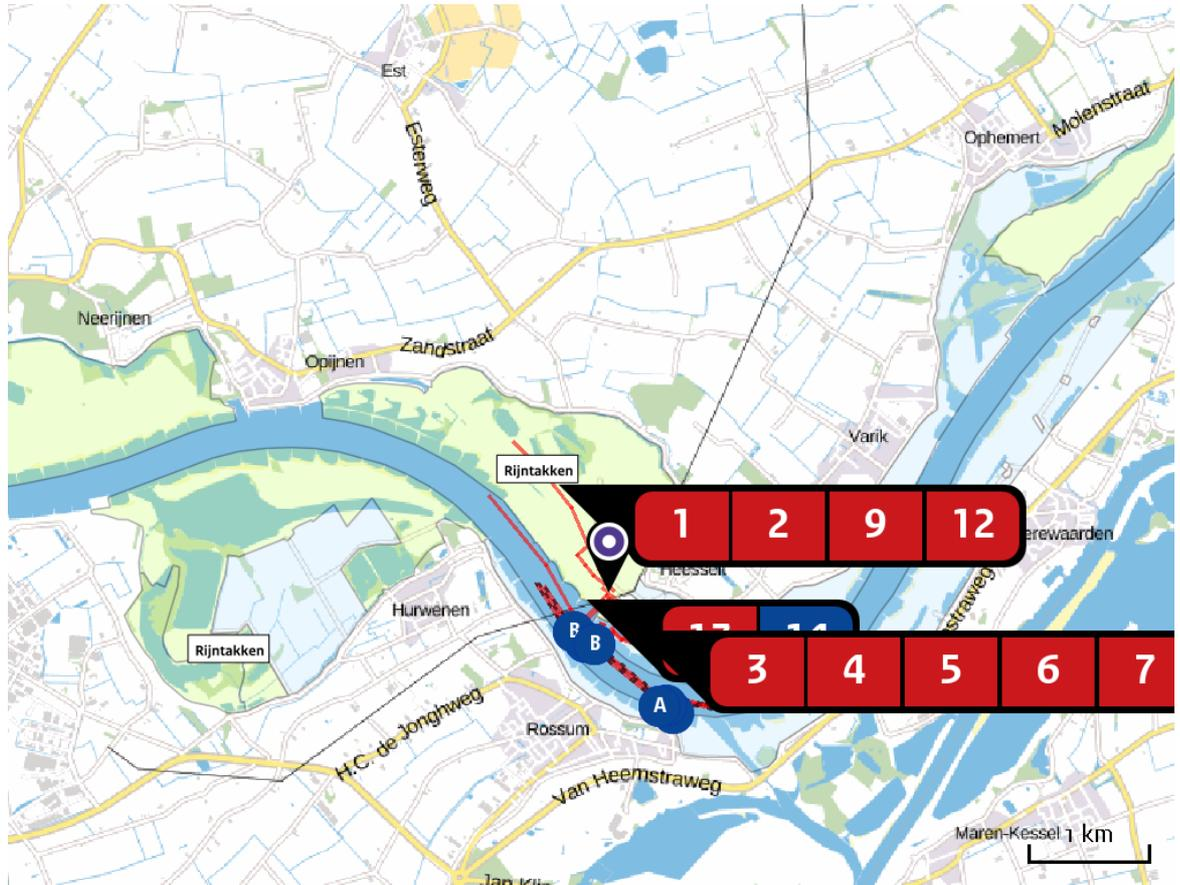 Est
Esterweg
Ophemert
Molenstraat
Neerijnen
Opijnen
Zandstraat
Varik
Rijntakken
1 2 9 12
erewaarden
Heesselt
Hurwenen
B
B
3 4 5 6 7
straweg
Rijntakken
A
H.C. de Jonghweg
Rossum
Van Heemstraweg
Maren-Kessel
1 km